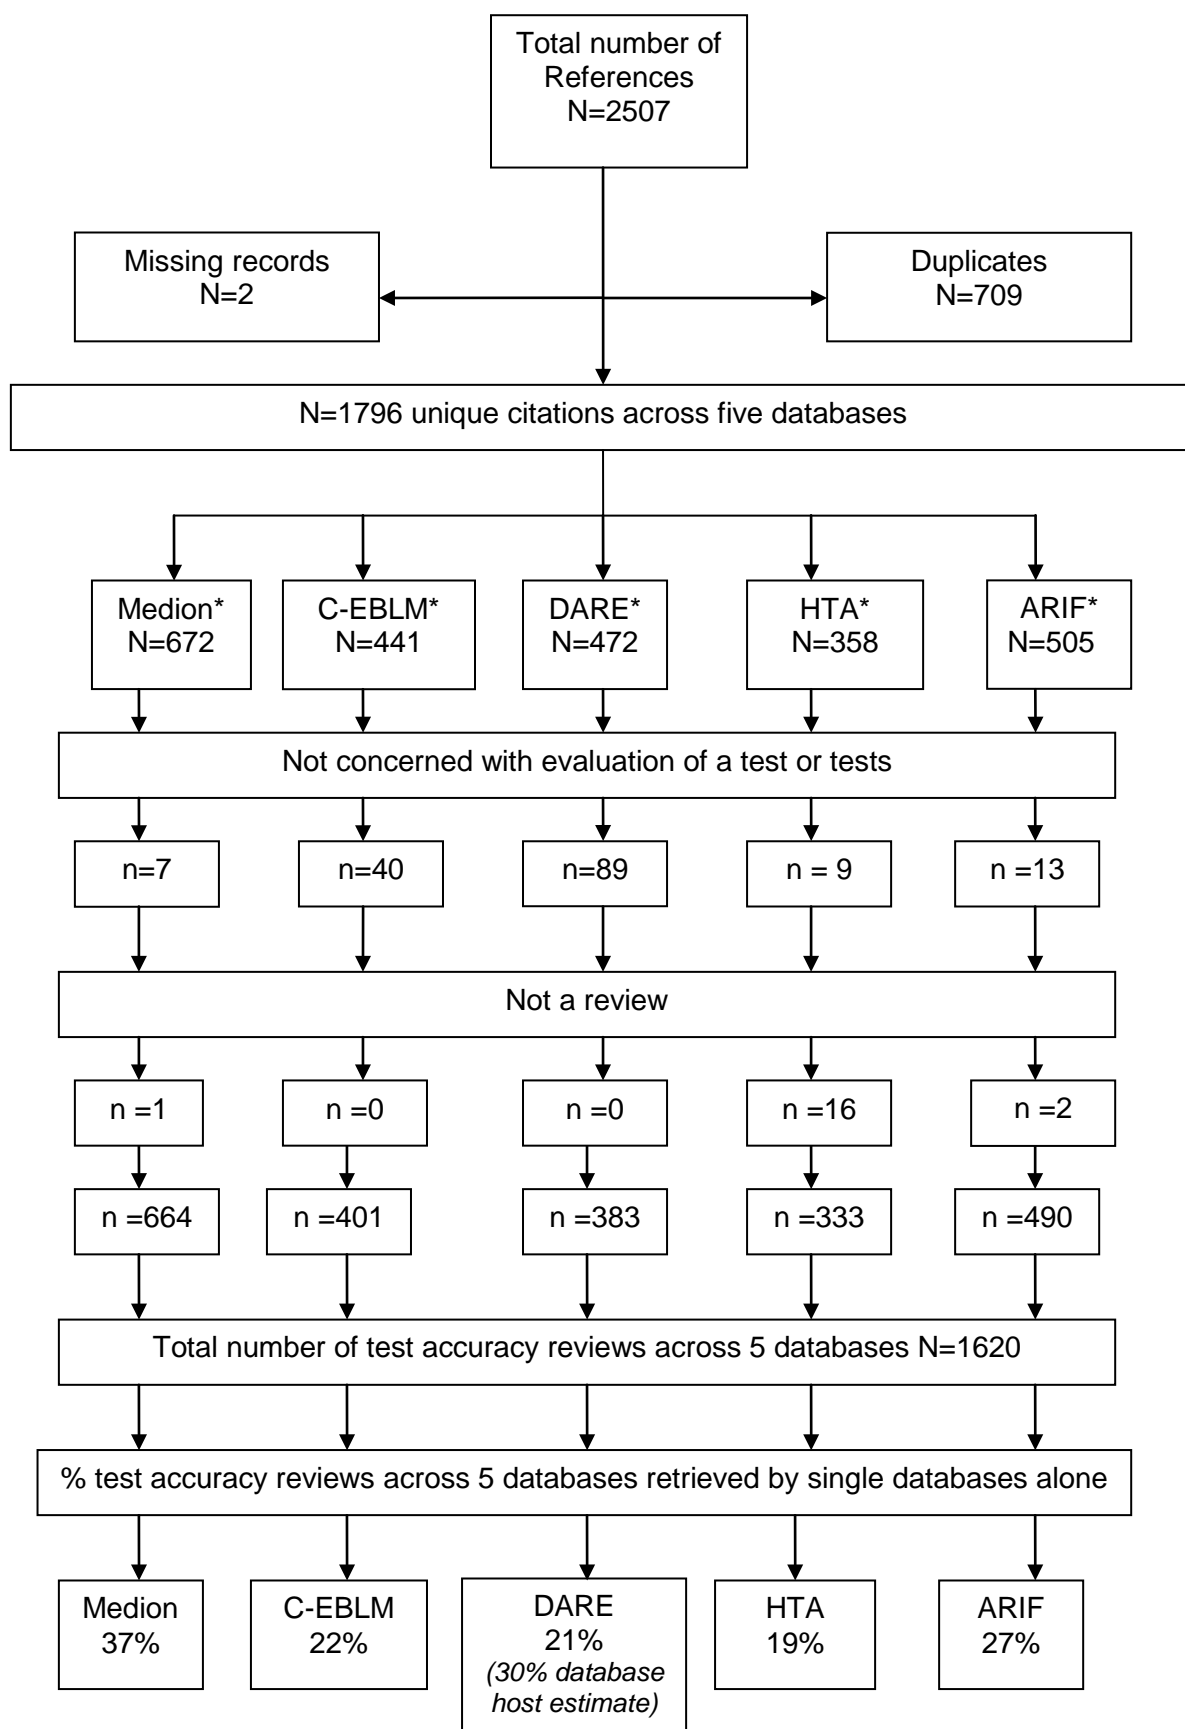 Total number of
References
N=2507
Missing records
N=2
Duplicates
N=709
N=1796 unique citations across five databases
Medion*
N=672
C-EBLM*
N=441
DARE*
N=472
HTA*
N=358
ARIF*
N=505
Not concerned with evaluation of a test or tests
n=7
n=40
n=89
n = 9
n =13
Not a review
n =1
n =0
n =0
n =16
n =2
n =664
n =401
n =383
n =333
n =490
Total number of test accuracy reviews across 5 databases N=1620
% test accuracy reviews across 5 databases retrieved by single databases alone
Medion
37%
C-EBLM
22%
DARE
21%
(30% database
host estimate)
HTA
19%
ARIF
27%